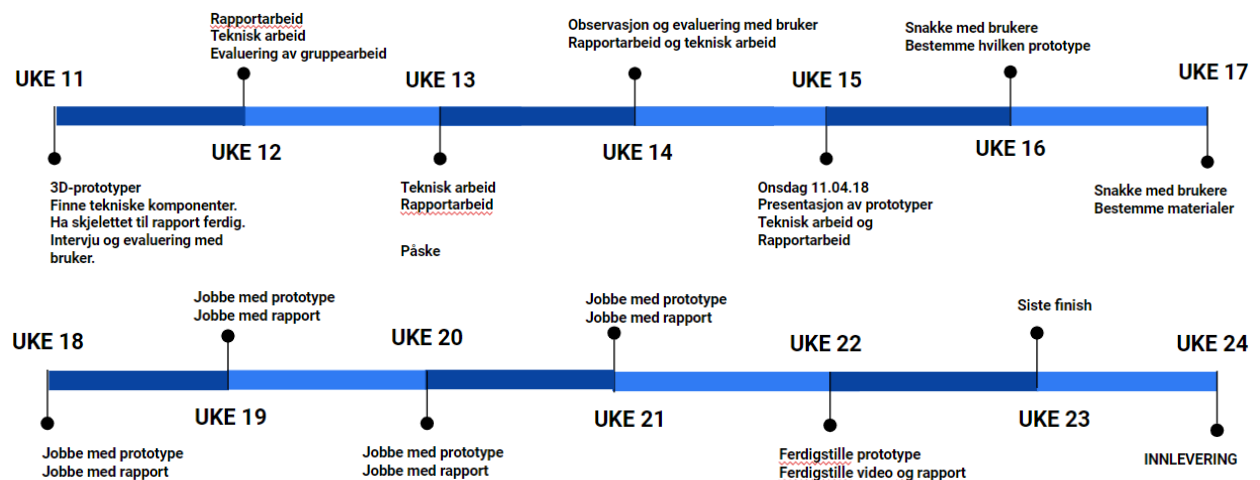 UKE 11
3D-prototyper
Finne tekniske komponenter.
Ha skjelettet til rapport ferdig.
Intervju og evaluering med
bruker.
Rapportarbeid
Teknisk arbeid
Evaluering av gruppearbeid
UKE 12
UKE 13
Teknisk arbeid
Rapportarbeid
Påske
Observasjon og evaluering med bruker
Rapportarbeid og teknisk arbeid
UKE 14
UKE 15
Onsdag 11.04.18
Presentasjon av prototyper
Teknisk arbeid og
Rapportarbeid
Snakke med brukere
Bestemme hvilken prototype
UKE 16
UKE 17
Snakke med brukere
Bestemme materialer
UKE 18
Jobbe med prototype
Jobbe med rapport
Jobbe med prototype
Jobbe med rapport
UKE 19
UKE 20
Jobbe med prototype
Jobbe med rapport
Jobbe med prototype
Jobbe med rapport
UKE 21
UKE 22
Ferdigstille prototype
Ferdigstille video og rapport
Siste finish
UKE 23
UKE 24
INNLEVERING